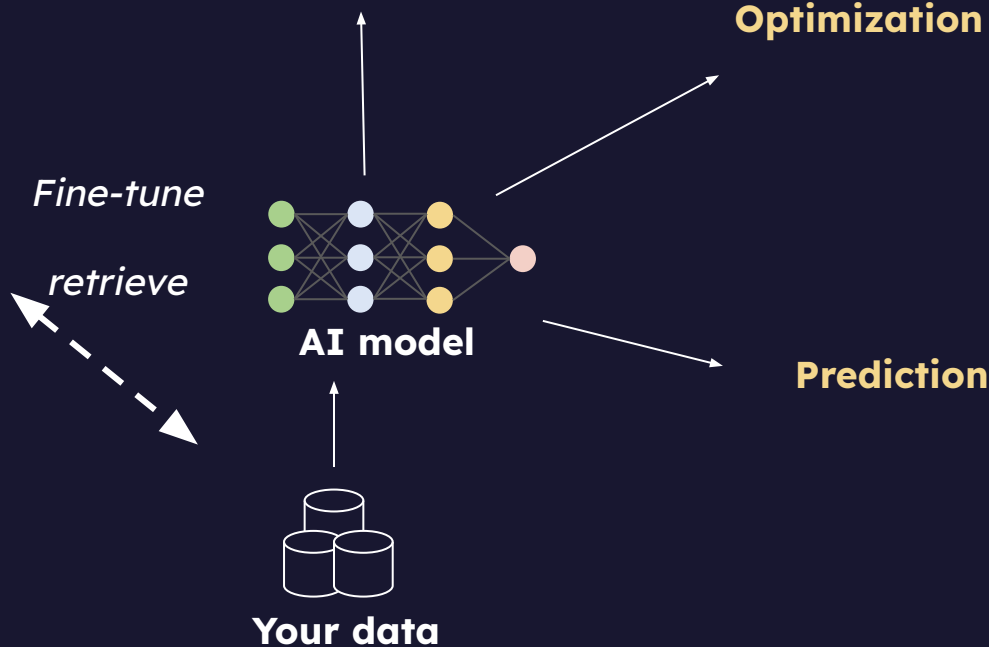 Optimization
Fine-tune
retrieve
AI model
Prediction
Your data